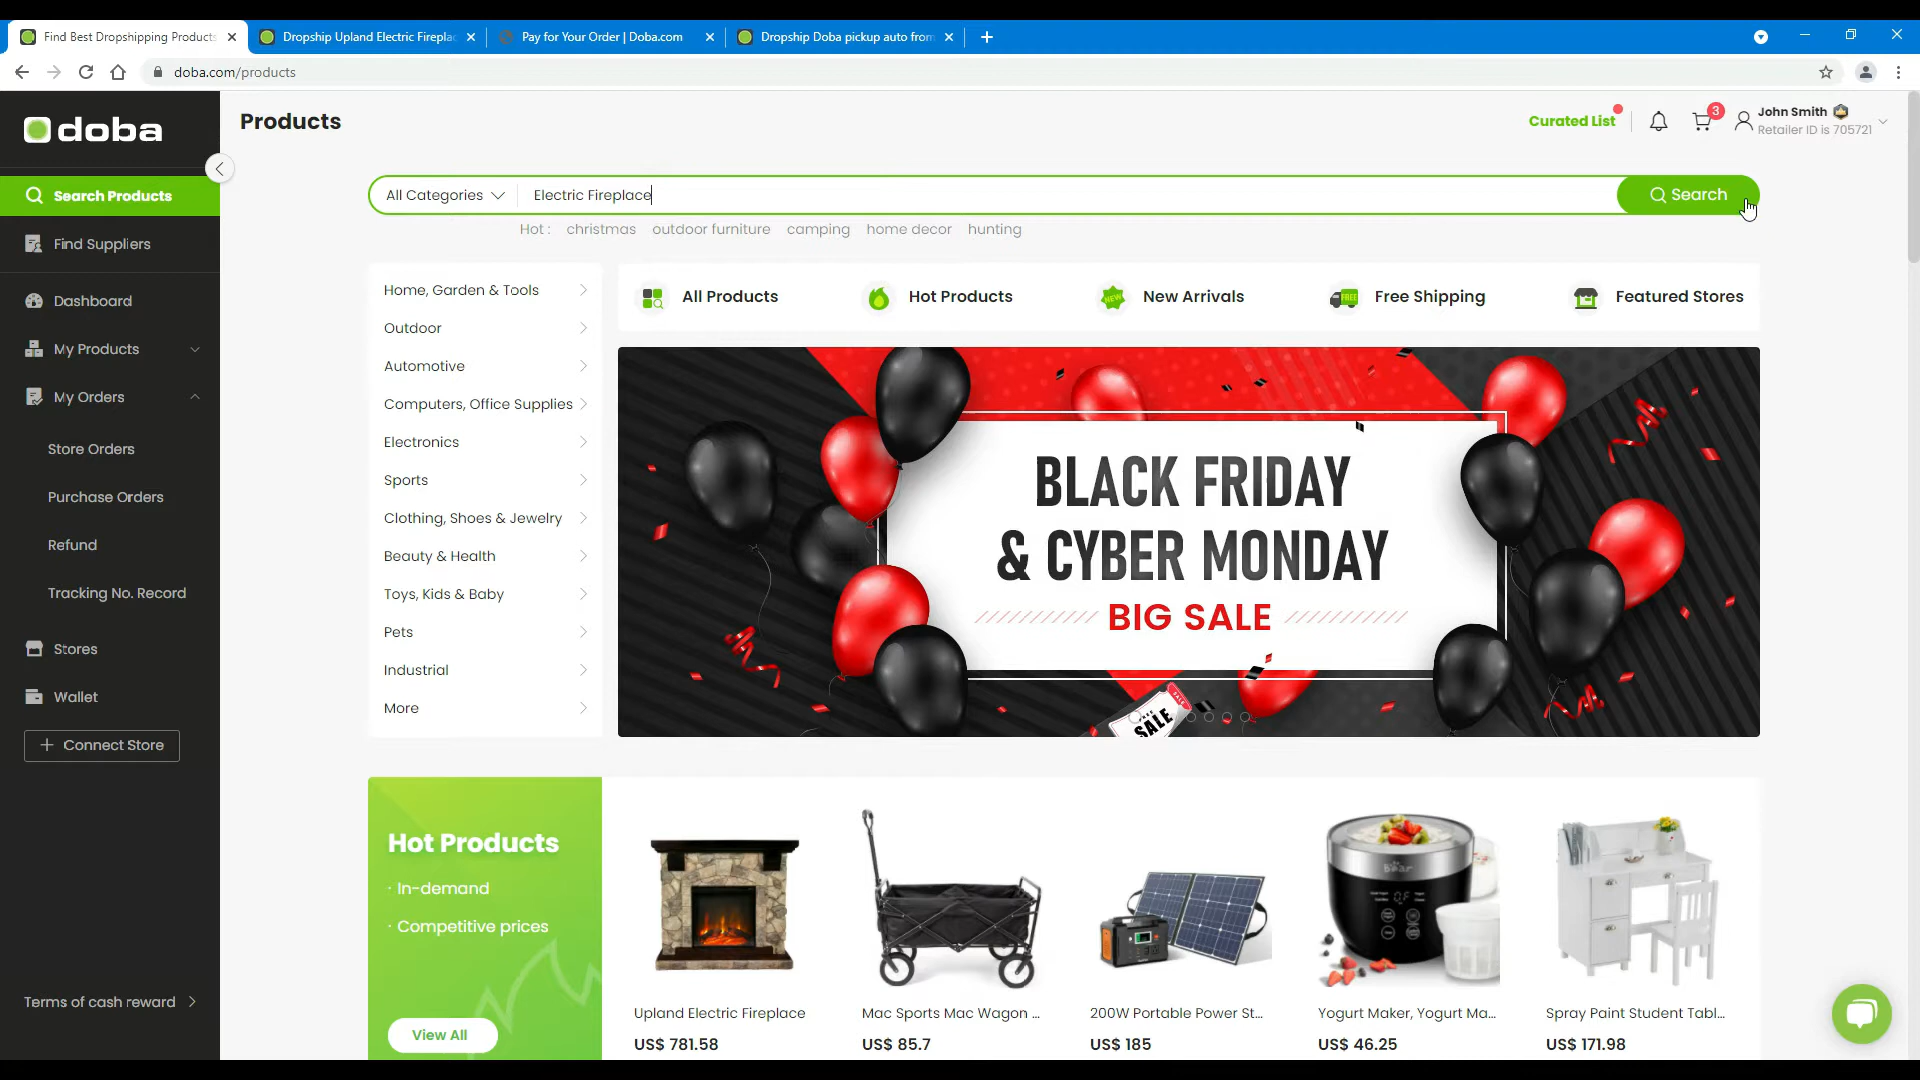 Find Best Dropshipping Products
Dropship Upland Electric Fireplac
Pay for Your Order | Doba.com
Dropship Doba pickup auto from
doba.com/products
doba
Products
Curated List
3
John Smith
Retailer ID is 705721
Search Products
Find Suppliers
Dashboard
My Products
My Orders
Store Orders
Purchase Orders
Refund
Tracking No. Record
Stores
Wallet
+ Connect Store
Terms of cash reward
All Categories
Electric Fireplace
Search
Hot :
christmas
outdoor furniture
camping
home decor
hunting
Home, Garden & Tools
Outdoor
Automotive
Computers, Office Supplies
Electronics
Sports
Clothing, Shoes & Jewelry
Beauty & Health
Toys, Kids & Baby
Pets
Industrial
More
All Products
Hot Products
NEW
New Arrivals
FREE
Free Shipping
Featured Stores
BLACK FRIDAY
& CYBER MONDAY
BIG SALE
SALE
Hot Products
· In-demand
· Competitive prices
View All
Upland Electric Fireplace
US$ 781.58
Mac Sports Mac Wagon ...
US$ 85.7
200W Portable Power St...
US$ 185
Bear
Yogurt Maker, Yogurt Ma...
US$ 46.25
Spray Paint Student Tabl...
US$ 171.98